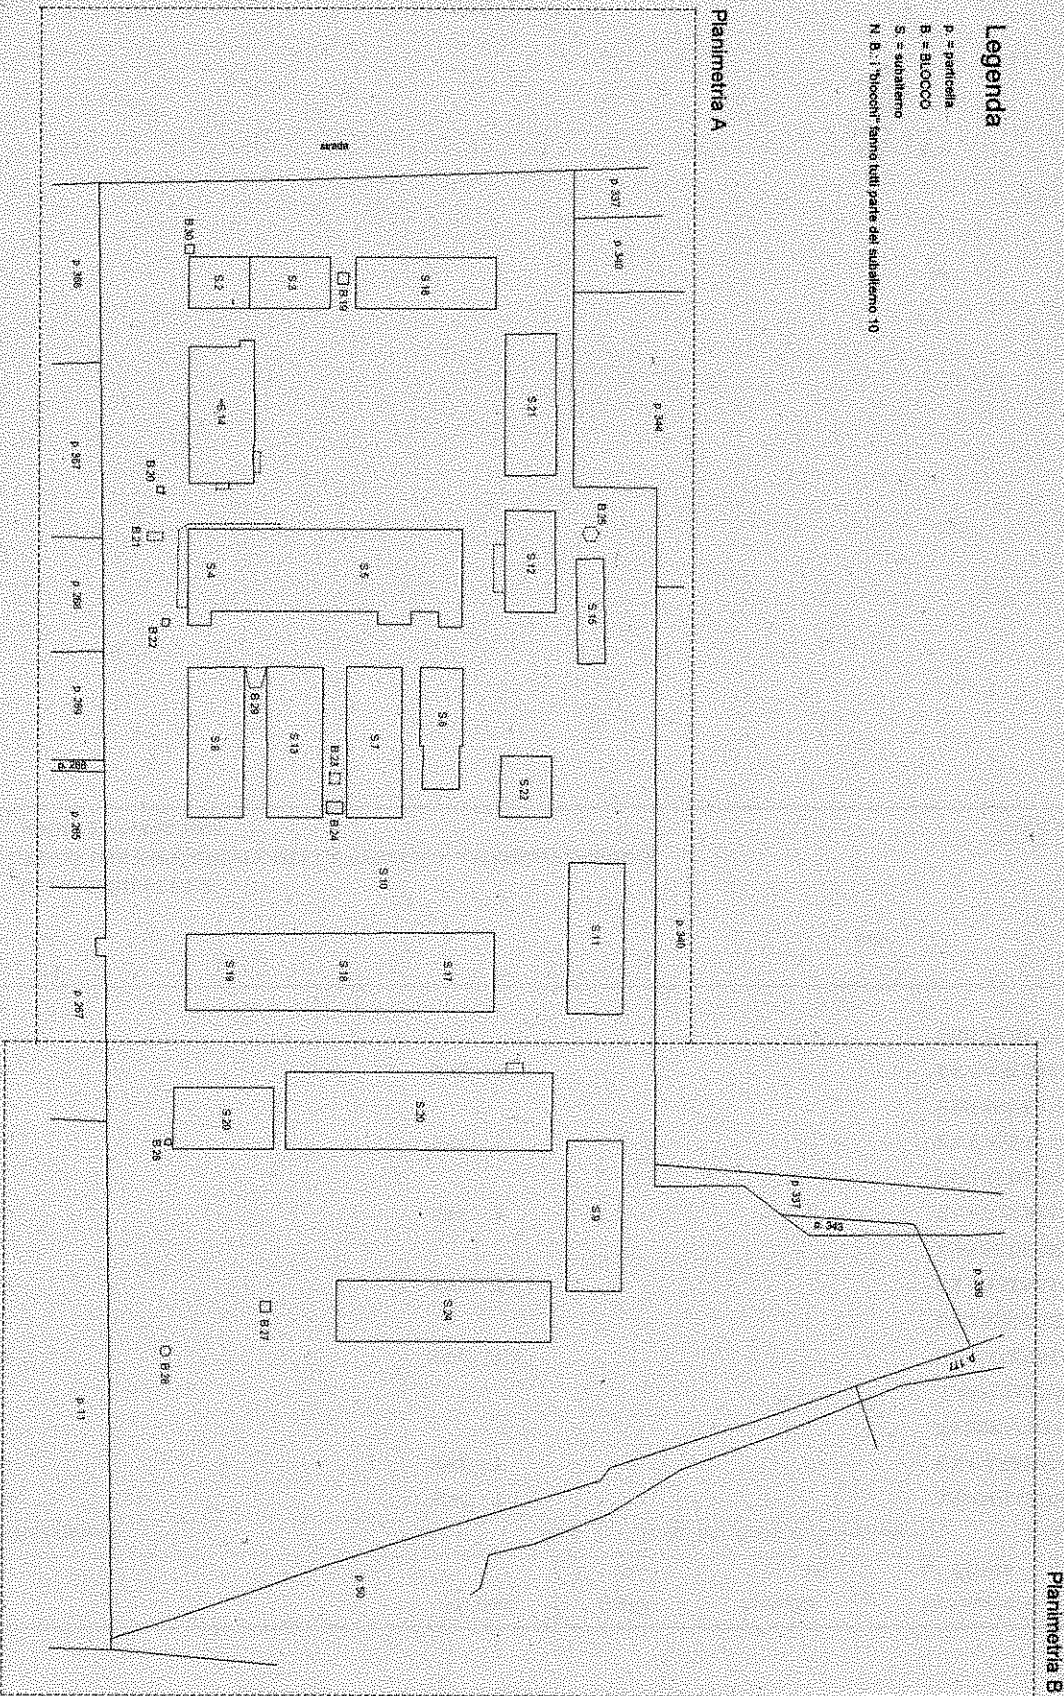 Legenda
p = particella
B = BLOCCO
S = subalterno
N.B.: i "blocchi" fanno tutti parte del subalterno 10
Planimetria A
strada
p. 337
p. 340
p. 344
p. 340
B.30
S.2
S.3
B.19
S.16
S.21
S.14
B.20
B.21
S.4
S.5
S.12
B.25
S.15
B.22
S.8
B.29
S.13
B.23
B.24
S.7
S.6
S.22
S.10
S.11
S.19
S.18
S.17
p. 367
p. 268
p. 269
p. 266
p. 265
p. 267
Planimetria B
S.20
S.20
B.26
S.9
S.24
B.27
B.28
p. 337
p. 343
p. 339
p. 177
p. 11
p. 50